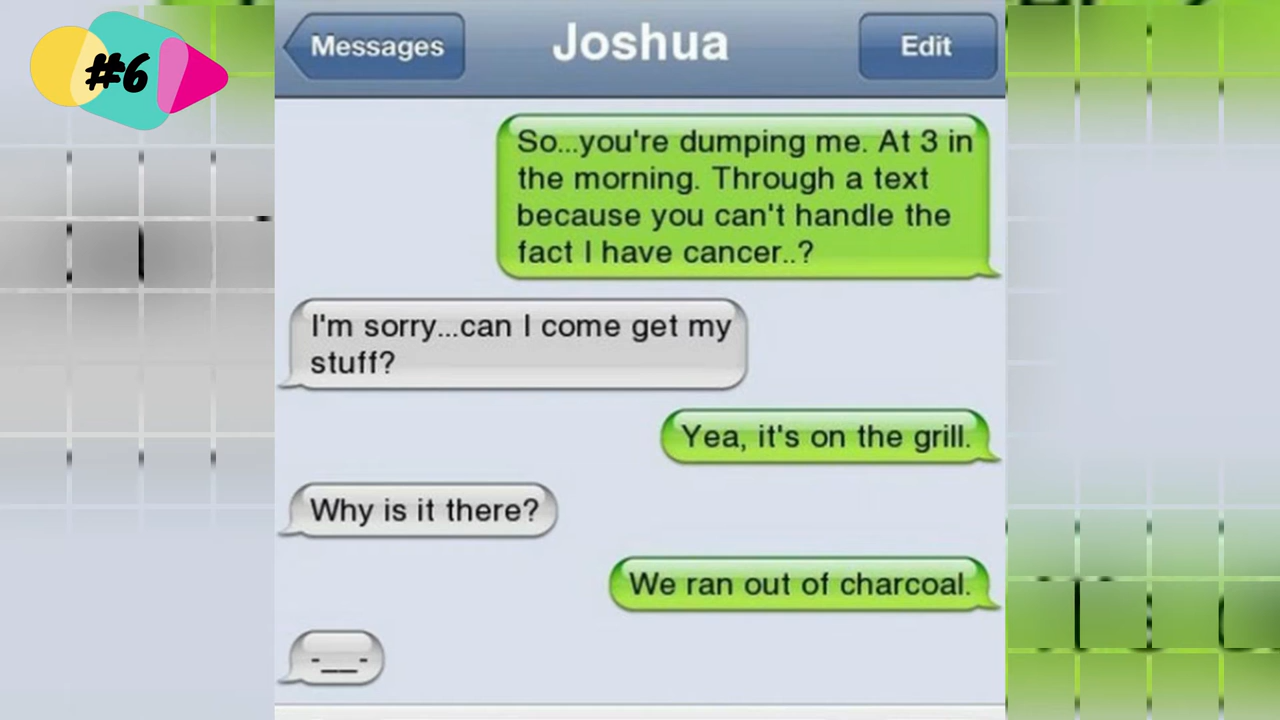 #6
Messages
Joshua
Edit
So...you're dumping me. At 3 in
the morning. Through a text
because you can't handle the
fact I have cancer..?
I'm sorry...can I come get my
stuff?
Yea, it's on the grill.
Why is it there?
We ran out of charcoal.
-__-